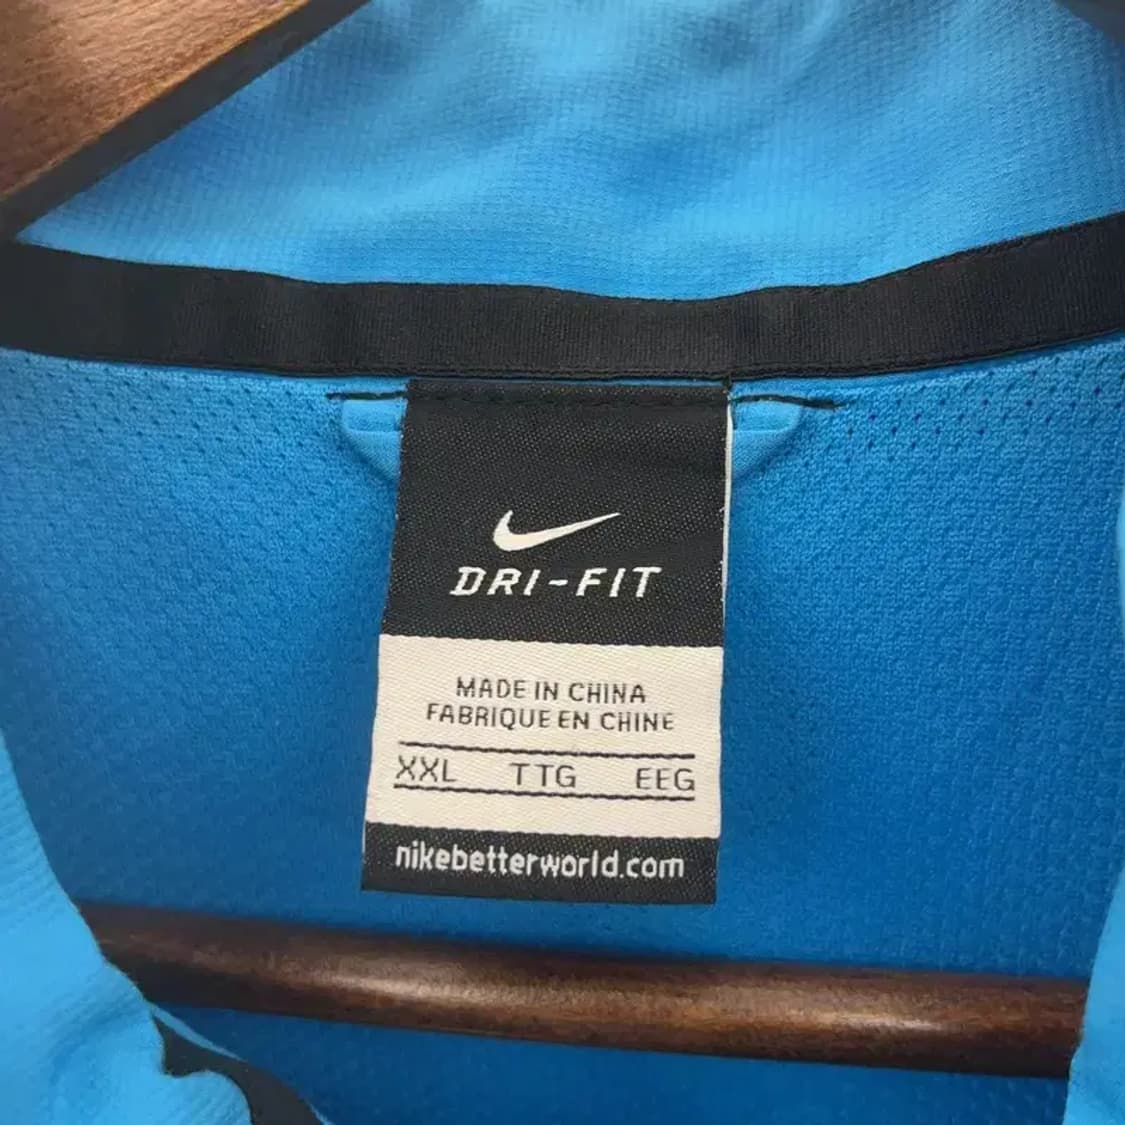 DRI-FIT
MADE IN CHINA
FABRIQUE EN CHINE
XXL TTG EEG
nikebetterworld.com